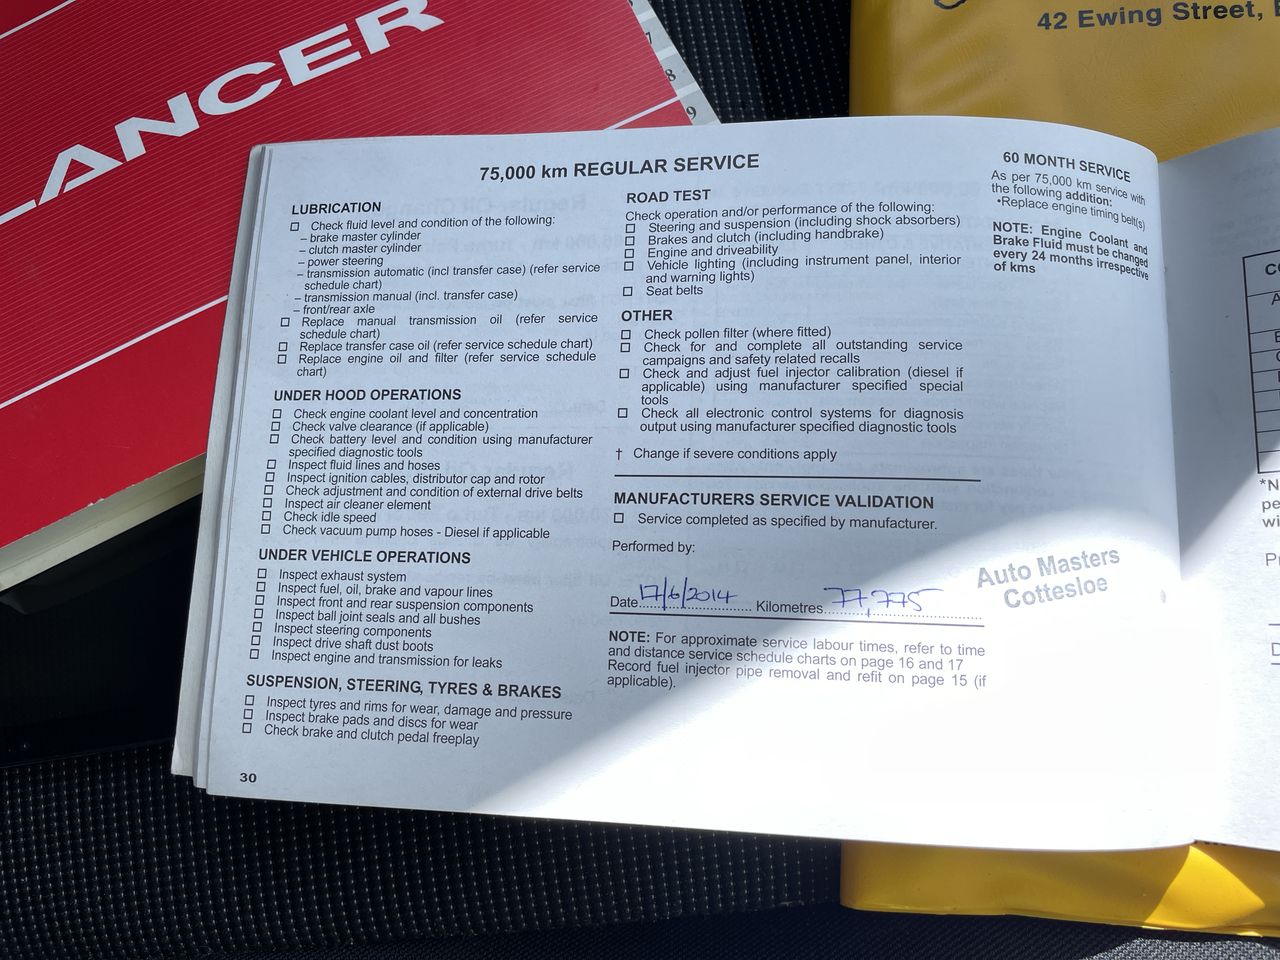 LANCER
7
8
9
42 Ewing Street,
75,000 km REGULAR SERVICE
LUBRICATION
Check fluid level and condition of the following:
– brake master cylinder
– clutch master cylinder
– power steering
– transmission automatic (incl transfer case) (refer service
schedule chart)
– transmission manual (incl. transfer case)
– front/rear axle
Replace manual transmission oil (refer service
schedule chart)
Replace transfer case oil (refer service schedule chart)
Replace engine oil and filter (refer service schedule
chart)
UNDER HOOD OPERATIONS
Check engine coolant level and concentration
Check valve clearance (if applicable)
Check battery level and condition using manufacturer
specified diagnostic tools
Inspect fluid lines and hoses
Inspect ignition cables, distributor cap and rotor
Check adjustment and condition of external drive belts
Inspect air cleaner element
Check idle speed
Check vacuum pump hoses - Diesel if applicable
UNDER VEHICLE OPERATIONS
Inspect exhaust system
Inspect fuel, oil, brake and vapour lines
Inspect front and rear suspension components
Inspect ball joint seals and all bushes
Inspect steering components
Inspect drive shaft dust boots
Inspect engine and transmission for leaks
SUSPENSION, STEERING, TYRES & BRAKES
Inspect tyres and rims for wear, damage and pressure
Inspect brake pads and discs for wear
Check brake and clutch pedal freeplay
30
ROAD TEST
Check operation and/or performance of the following:
Steering and suspension (including shock absorbers)
Brakes and clutch (including handbrake)
Engine and driveability
Vehicle lighting (including instrument panel, interior
and warning lights)
Seat belts
OTHER
Check pollen filter (where fitted)
Check for and complete all outstanding service
campaigns and safety related recalls
Check and adjust fuel injector calibration (diesel if
applicable) using manufacturer specified special
tools
Check all electronic control systems for diagnosis
output using manufacturer specified diagnostic tools
† Change if severe conditions apply
MANUFACTURERS SERVICE VALIDATION
Service completed as specified by manufacturer.
Performed by:
Date 17/6/2014 Kilometres 77,775
NOTE: For approximate service labour times, refer to time
and distance service schedule charts on page 16 and 17
Record fuel injector pipe removal and refit on page 15 (if
applicable).
60 MONTH SERVICE
As per 75,000 km service with
the following addition:
•Replace engine timing belt(s)
NOTE: Engine Coolant and
Brake Fluid must be changed
every 24 months irrespective
of kms
Auto Masters
Cottesloe